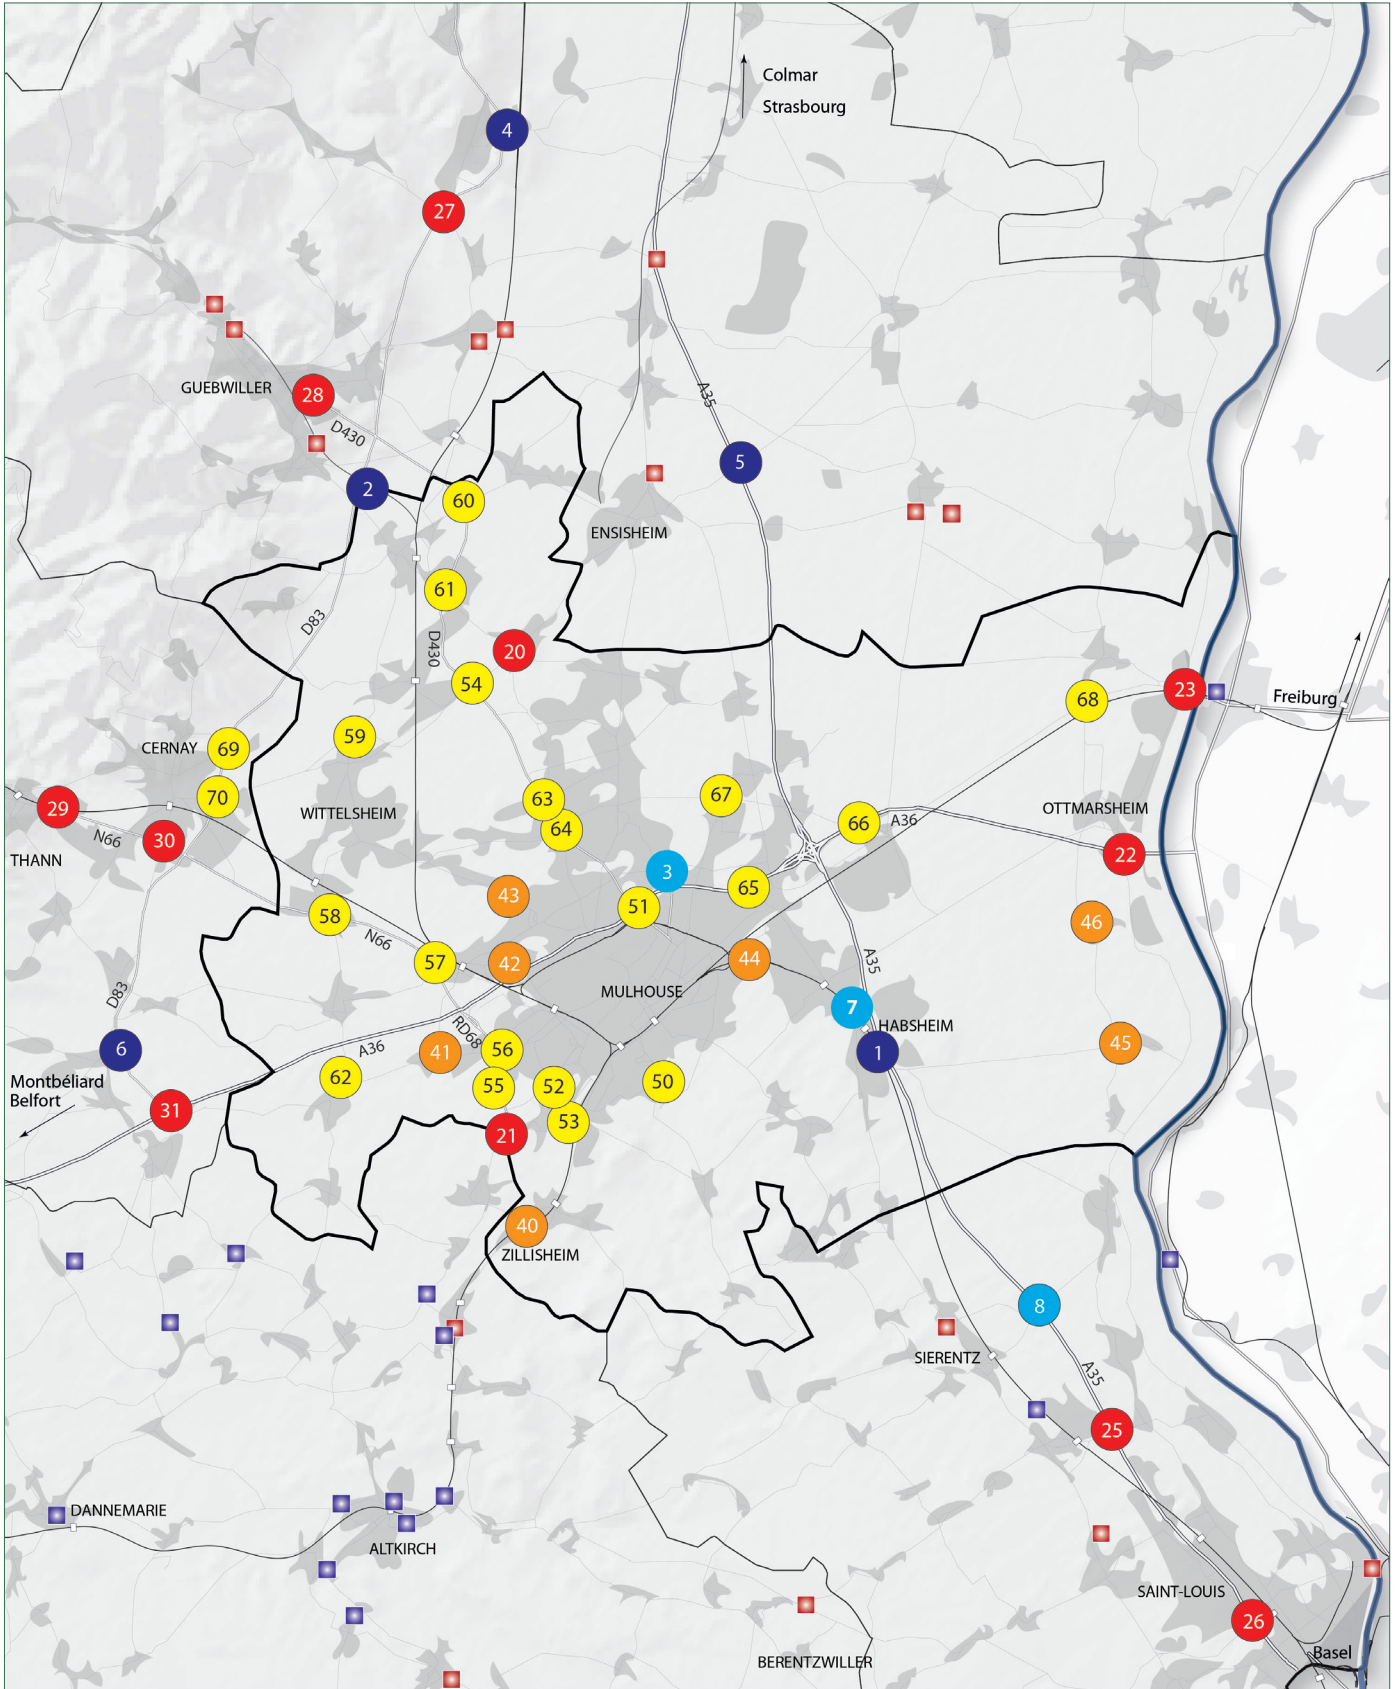 Colmar
Strasbourg
4
27
GUEBWILLER
28
D430
A35
5
2
60
ENSISHEIM
61
D83
D430
20
54
23
68
Freiburg
59
CERNAY
69
70
63
67
64
29
WITTELSHEIM
OTTMARSHEIM
66
A36
N66
30
THANN
22
3
65
43
51
58
46
N66
57
42
44
A35
D83
MULHOUSE
7
HABSHEIM
RD68
6
A36
41
56
1
45
Montbéliard
Belfort
62
55
52
50
31
53
21
40
ZILLISHEIM
8
SIERENTZ
A35
25
DANNEMARIE
ALTKIRCH
SAINT-LOUIS
26
Basel
BERENTZWILLER